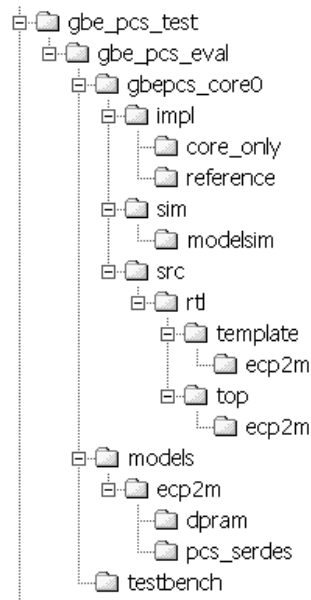 gbe_pcs_test
gbe_pcs_eval
gbepcs_core0
impl
core_only
reference
sim
modelsim
src
rtl
template
ecp2m
top
ecp2m
models
ecp2m
dpram
pcs_serdes
testbench